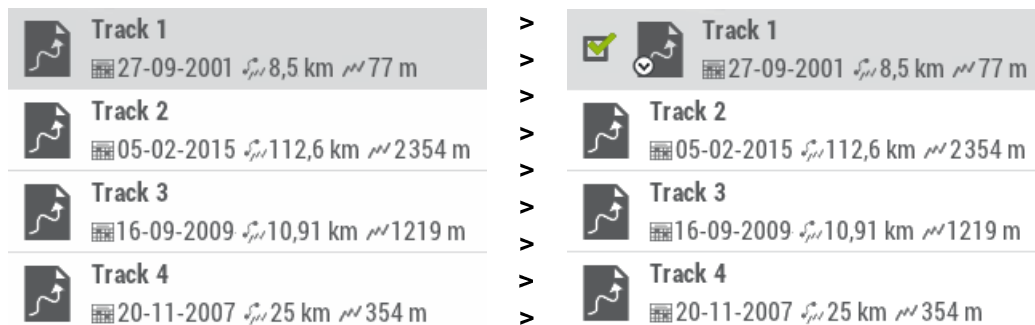 Track 1
27-09-2001 8,5 km 77 m
Track 2
05-02-2015 112,6 km 2354 m
Track 3
16-09-2009 10,91 km 1219 m
Track 4
20-11-2007 25 km 354 m
>
>
>
>
>
>
>
>
>
Track 1
27-09-2001 8,5 km 77 m
Track 2
05-02-2015 112,6 km 2354 m
Track 3
16-09-2009 10,91 km 1219 m
Track 4
20-11-2007 25 km 354 m